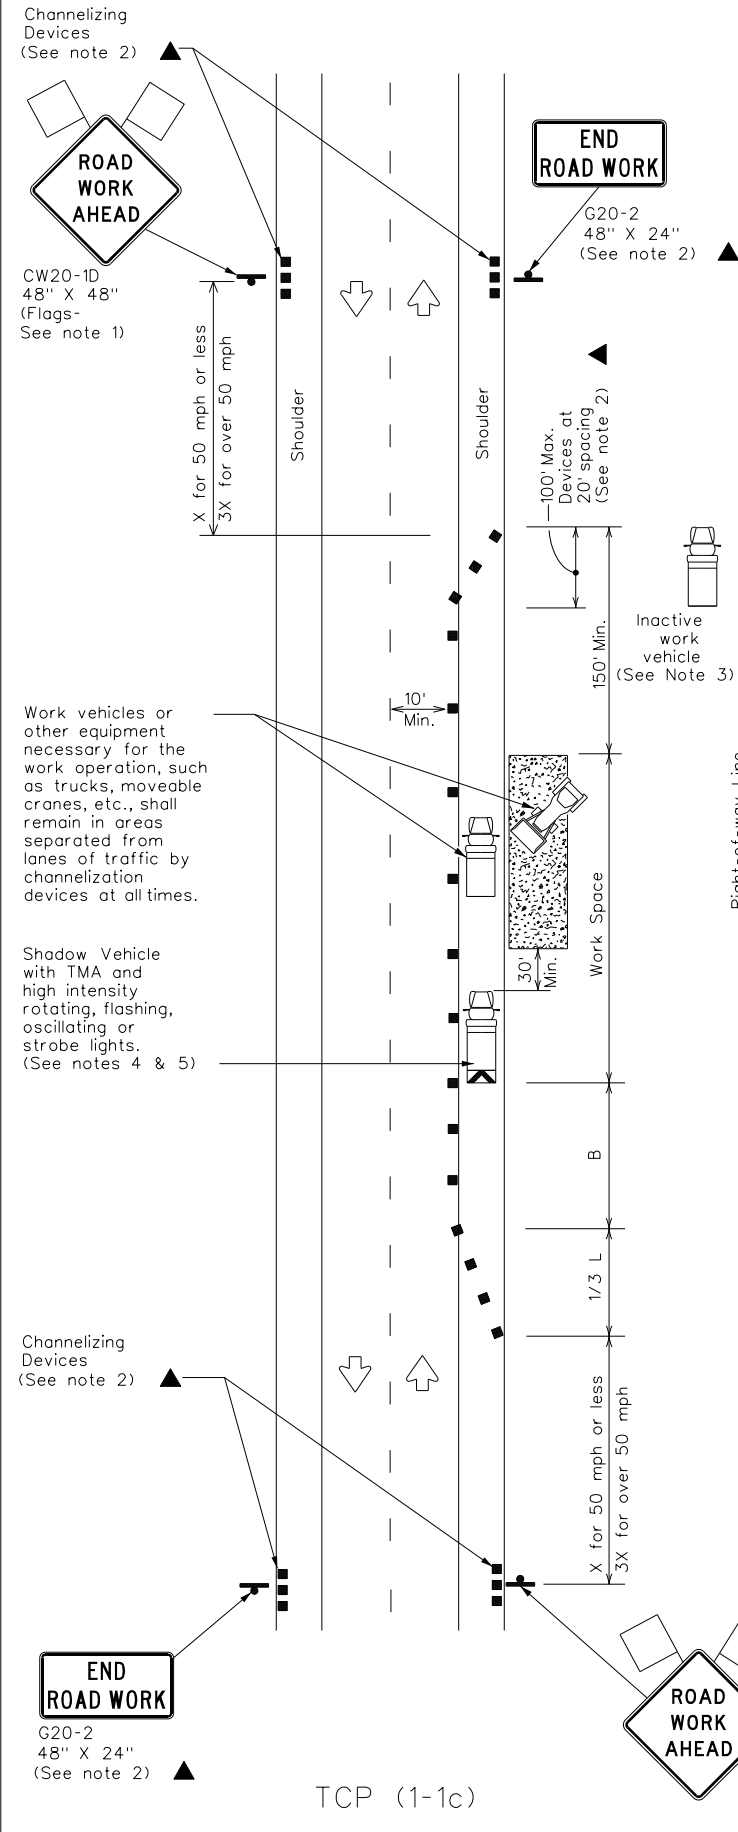 Channelizing
Devices
(See note 2)
ROAD
WORK
AHEAD
CW20-1D
48" X 48"
(Flags-
See note 1)
END
ROAD WORK
G20-2
48" X 24"
(See note 2)
X for 50 mph or less
3X for over 50 mph
Shoulder
Shoulder
100' Max.
Devices at
20' spacing
(See note 2)
150' Min.
Inactive
work
vehicle
(See Note 3)
10'
Min.
Work vehicles or
other equipment
necessary for the
work operation, such
as trucks, moveable
cranes, etc., shall
remain in areas
separated from
lanes of traffic by
channelization
devices at all times.
Right-of-way Line
Work Space
30'
Min.
Shadow Vehicle
with TMA and
high intensity
rotating, flashing,
oscillating or
strobe lights.
(See notes 4 & 5)
B
1/3 L
Channelizing
Devices
(See note 2)
X for 50 mph or less
3X for over 50 mph
END
ROAD WORK
G20-2
48" X 24"
(See note 2)
ROAD
WORK
AHEAD
TCP (1-1c)